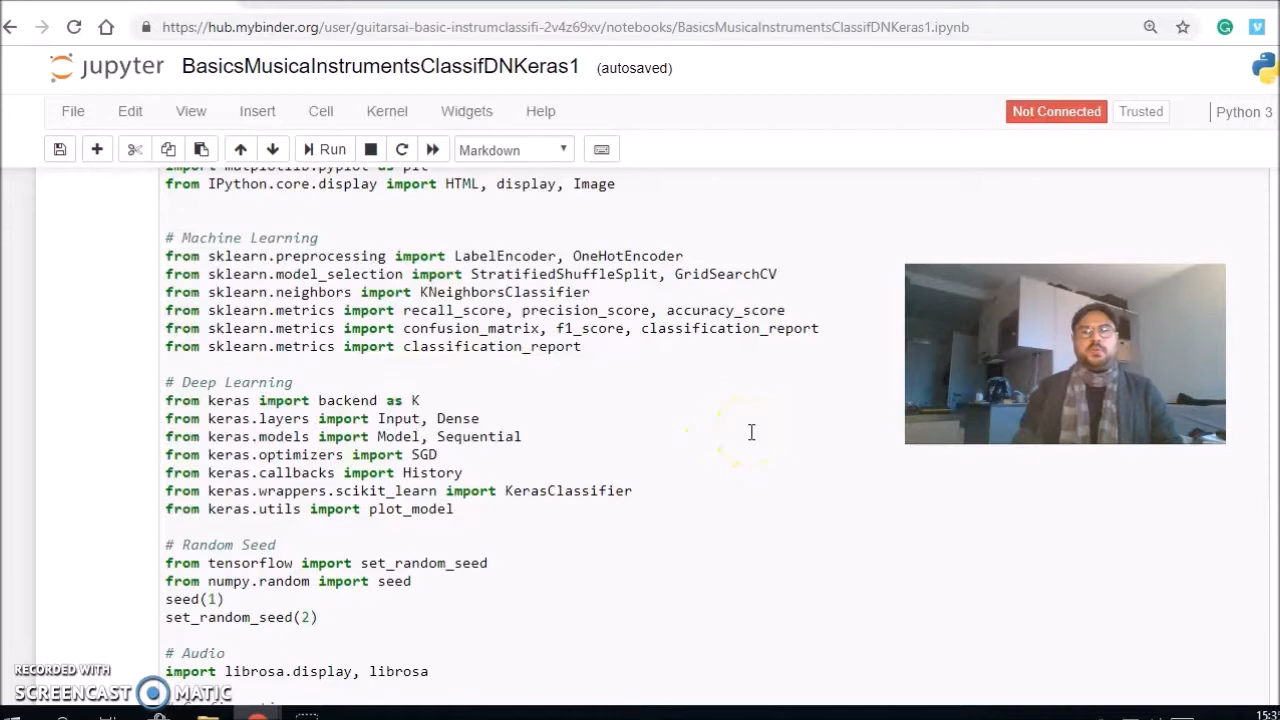 https://hub.mybinder.org/user/guitarsai-basic-instrumclassifi-2v4z69xv/notebooks/BasicsMusicalInstrumentsClassifDNKeras1.ipynb
jupyter BasicsMusicalInstrumentsClassifDNKeras1 (autosaved)
File Edit View Insert Cell Kernel Widgets Help Not Connected Trusted Python 3
Run Markdown
import matplotlib.pyplot as plt
from IPython.core.display import HTML, display, Image
# Machine Learning
from sklearn.preprocessing import LabelEncoder, OneHotEncoder
from sklearn.model_selection import StratifiedShuffleSplit, GridSearchCV
from sklearn.neighbors import KNeighborsClassifier
from sklearn.metrics import recall_score, precision_score, accuracy_score
from sklearn.metrics import confusion_matrix, f1_score, classification_report
from sklearn.metrics import classification_report
# Deep Learning
from keras import backend as K
from keras.layers import Input, Dense
from keras.models import Model, Sequential
from keras.optimizers import SGD
from keras.callbacks import History
from keras.wrappers.scikit_learn import KerasClassifier
from keras.utils import plot_model
# Random Seed
from tensorflow import set_random_seed
from numpy.random import seed
seed(1)
set_random_seed(2)
# Audio
import librosa.display, librosa
RECORDED WITH
SCREENCAST MATIC